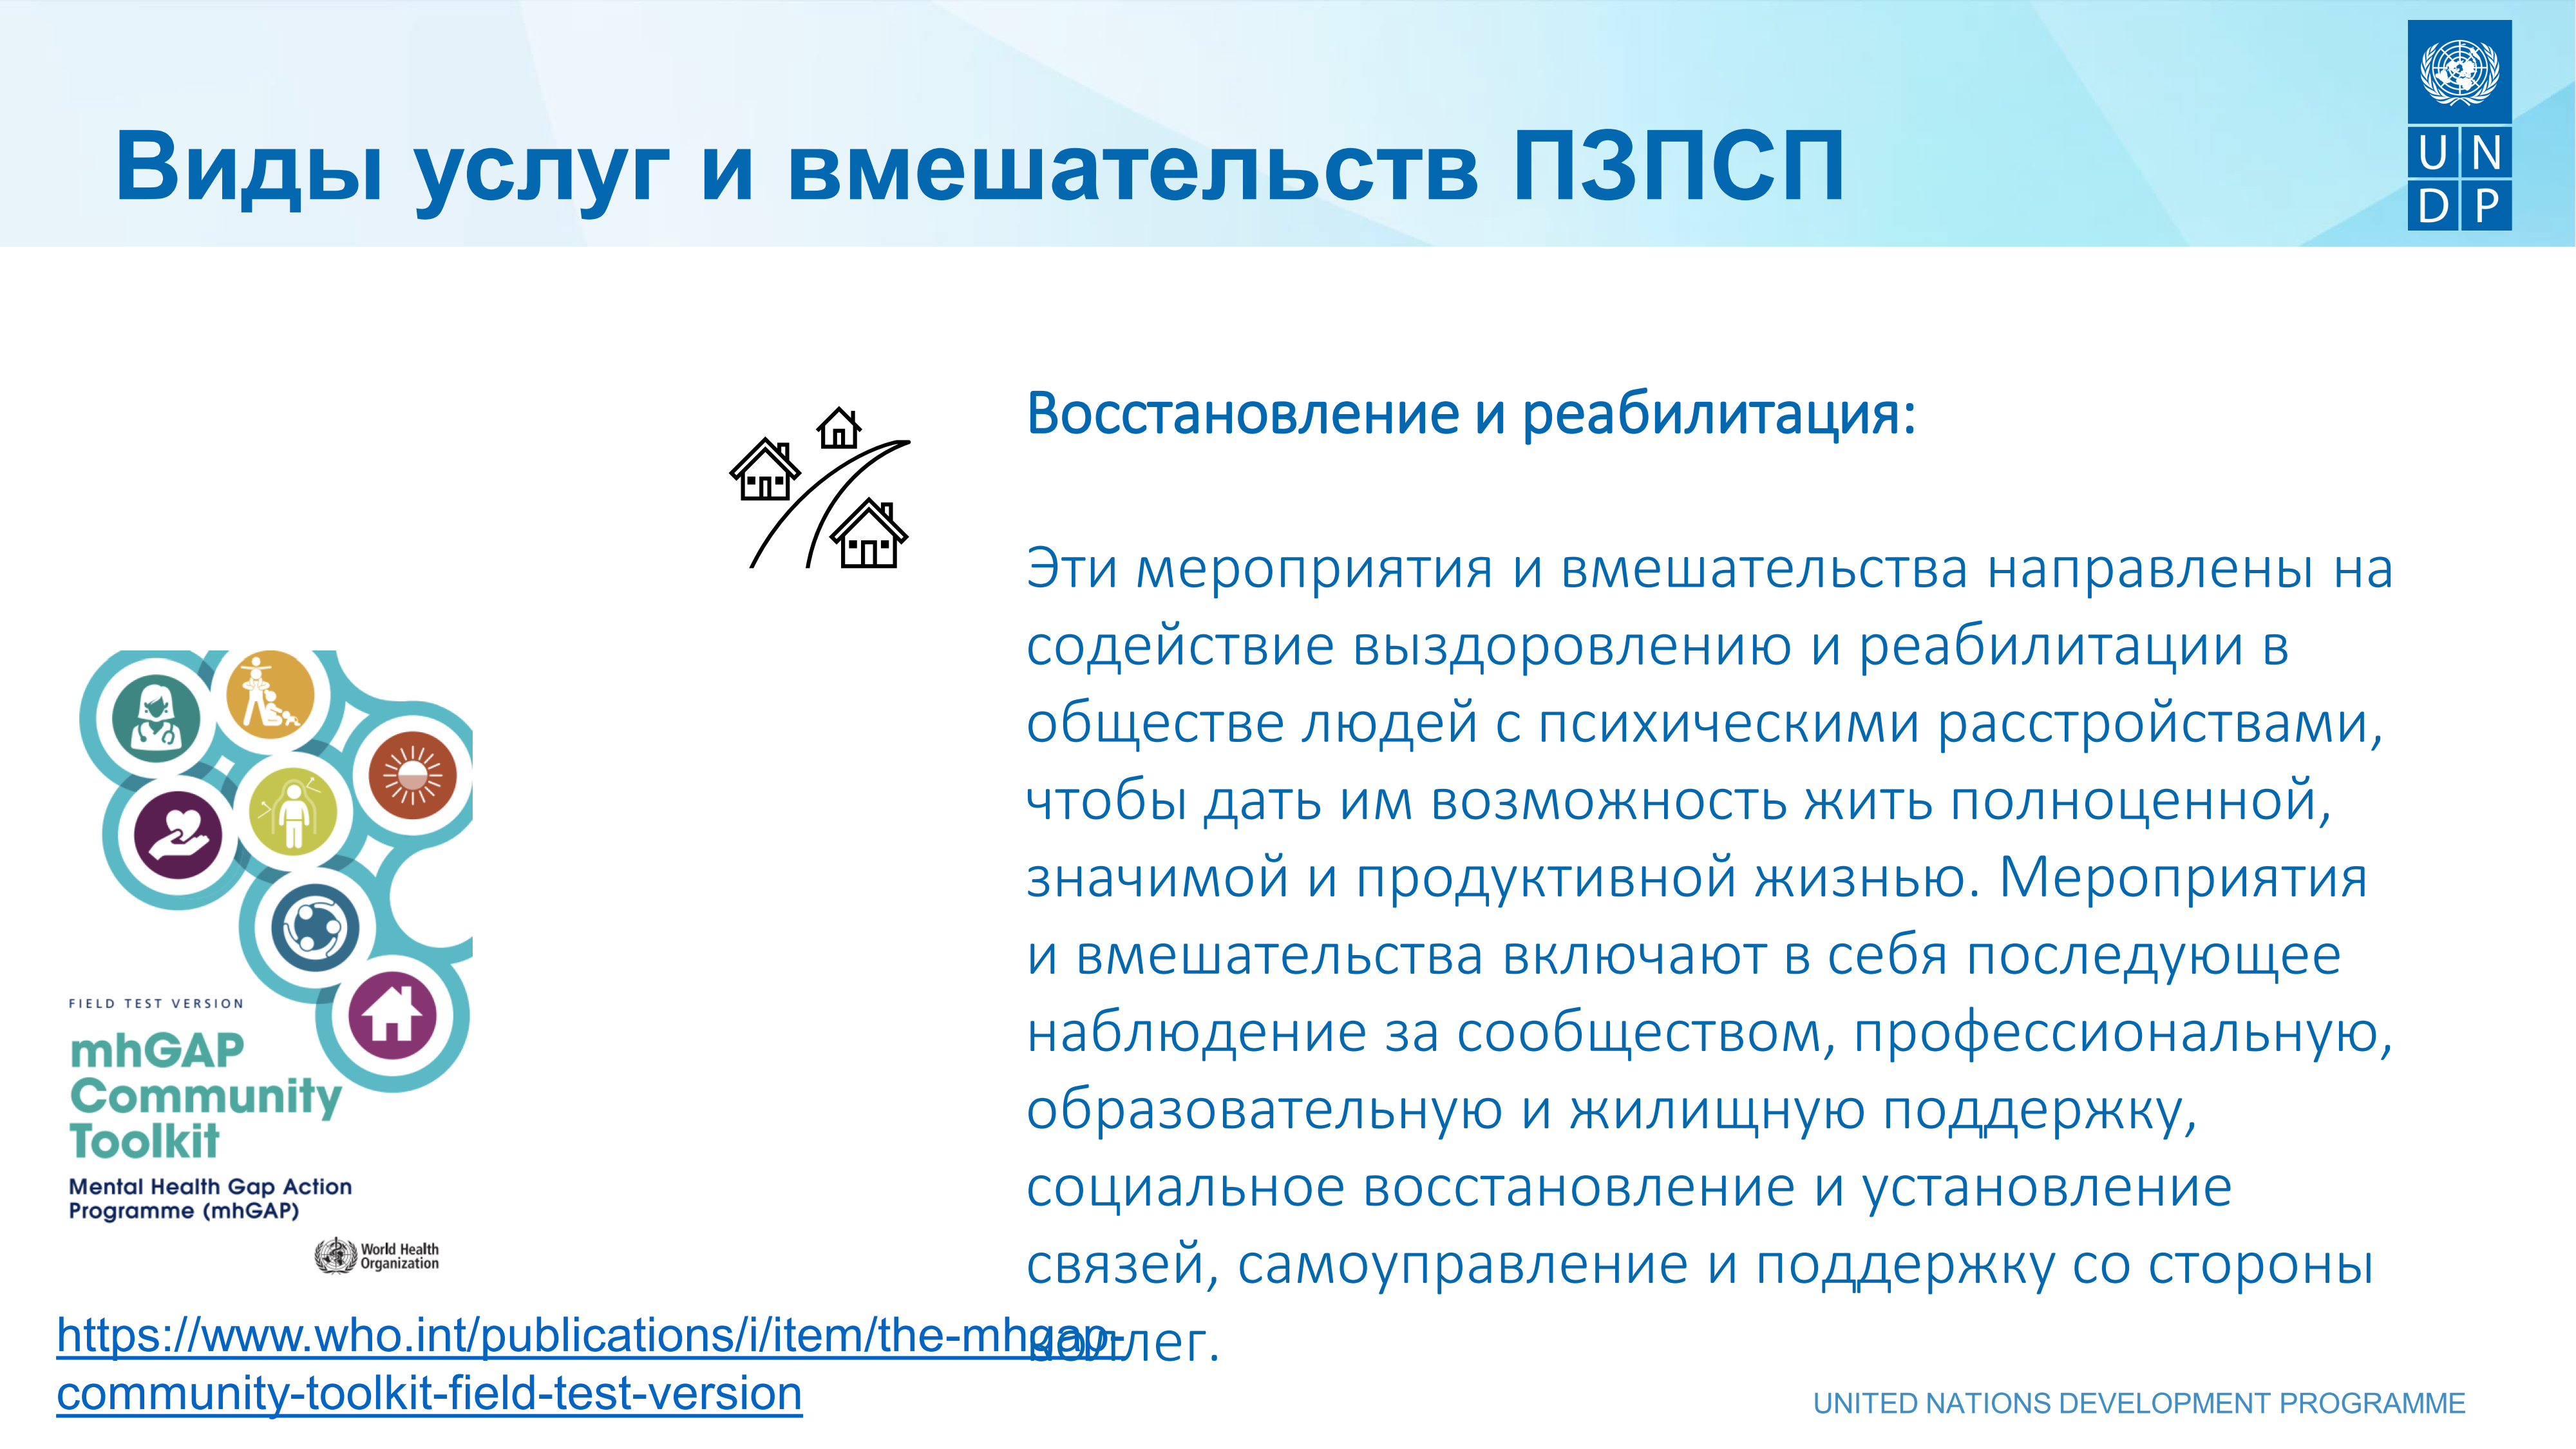 Виды услуг и вмешательств ПЗПСП
UN
DP
Восстановление и реабилитация:
Эти мероприятия и вмешательства направлены на
содействие выздоровлению и реабилитации в
обществе людей с психическими расстройствами,
чтобы дать им возможность жить полноценной,
значимой и продуктивной жизнью. Мероприятия
и вмешательства включают в себя последующее
наблюдение за сообществом, профессиональную,
образовательную и жилищную поддержку,
социальное восстановление и установление
связей, самоуправление и поддержку со стороны
коллег.
FIELD TEST VERSION
mhGAP
Community
Toolkit
Mental Health Gap Action
Programme (mhGAP)
World Health
Organization
https://www.who.int/publications/i/item/the-mhgap-
community-toolkit-field-test-version
UNITED NATIONS DEVELOPMENT PROGRAMME